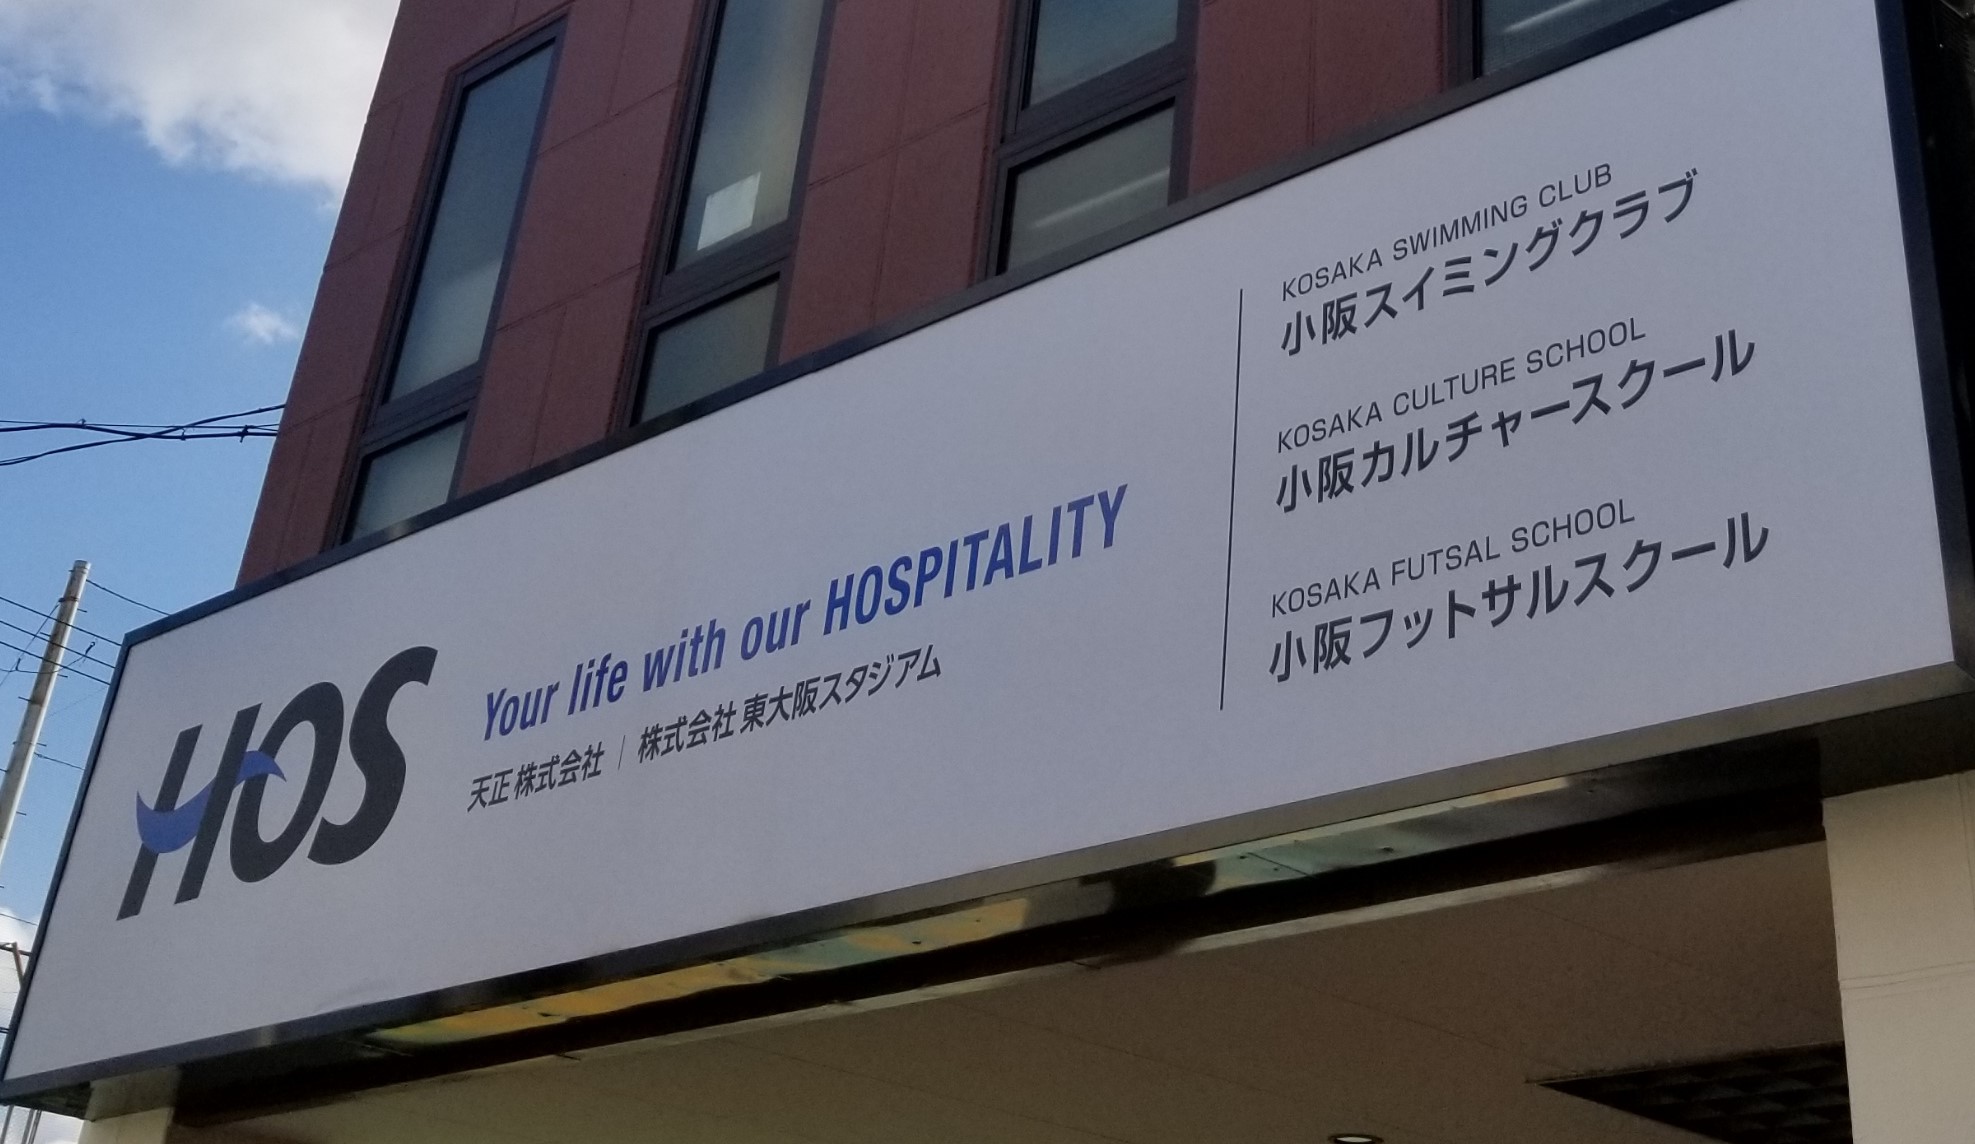 HOS
Your life with our HOSPITALITY
天正 株式会社 | 株式会社 東大阪スタジアム
KOSAKA SWIMMING CLUB
小阪スイミングクラブ
KOSAKA CULTURE SCHOOL
小阪カルチャースクール
KOSAKA FUTSAL SCHOOL
小阪フットサルスクール